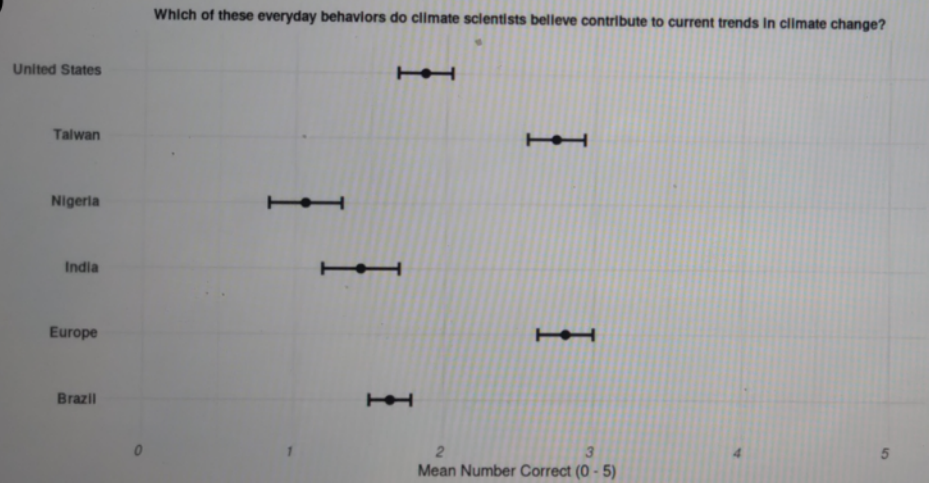 Which of these everyday behaviors do climate scientists believe contribute to current trends in climate change?
United States
Taiwan
Nigeria
India
Europe
Brazil
0 1 2 3 4 5
Mean Number Correct (0 - 5)